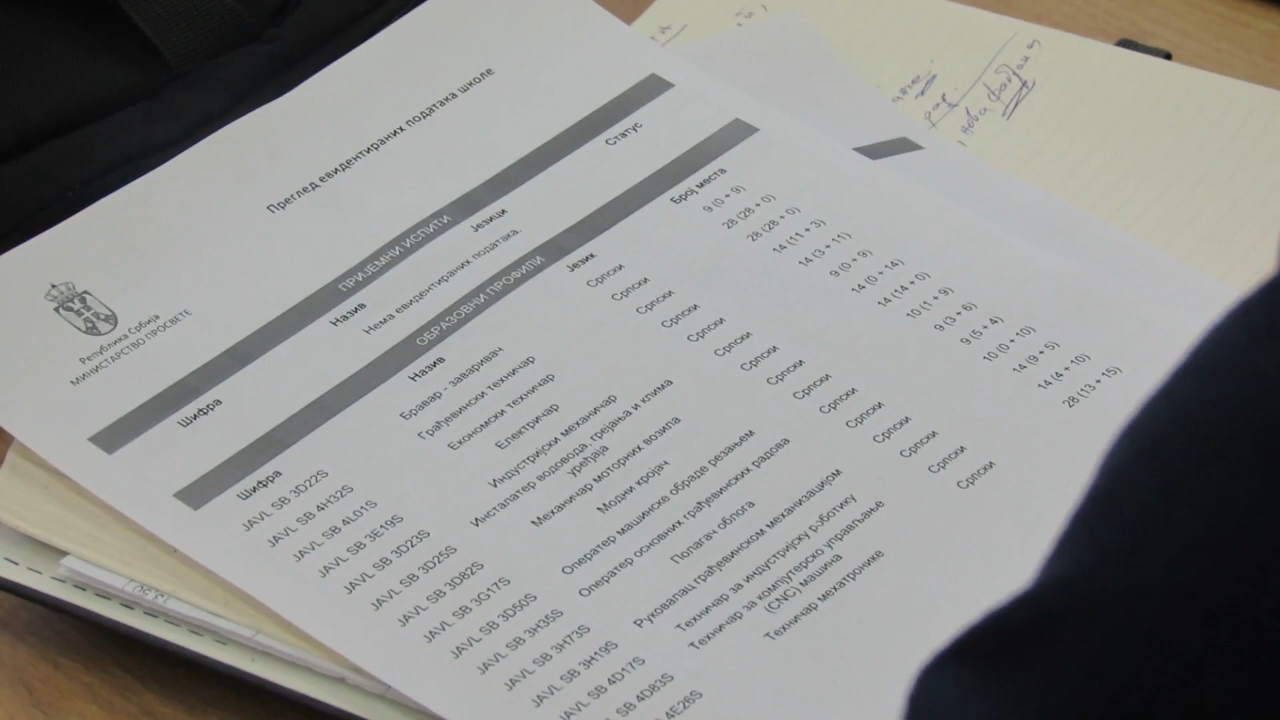 Преглед евидентираних података школе
Република Србија
МИНИСТАРСТВО ПРОСВЕТЕ
ПРИЈЕМНИ ИСПИТИ
Шифра Назив Језици Статус
Нема евидентираних података.
ОБРАЗОВНИ ПРОФИЛИ
Шифра Назив Језик Број места
JAVL SB 3D22S Бравар - заваривач Српски 9 (0 + 9)
JAVL SB 4H32S Грађевински техничар Српски 28 (28 + 0)
JAVL SB 4L01S Економски техничар Српски 28 (28 + 0)
JAVL SB 3E19S Електричар Српски 14 (11 + 3)
JAVL SB 3D23S Индустријски механичар Српски 14 (3 + 11)
JAVL SB 3D25S Инсталатер водовода, грејања и клима Српски 9 (0 + 9)
уређаја
JAVL SB 3D82S Механичар моторних возила Српски 14 (0 + 14)
JAVL SB 3G17S Модни кројач Српски 14 (14 + 0)
JAVL SB 3D50S Оператер машинске обраде резањем Српски 10 (1 + 9)
JAVL SB 3H35S Оператер основних грађевинских радова Српски 9 (3 + 6)
JAVL SB 3H73S Полагач облога Српски 9 (5 + 4)
JAVL SB 3H19S Руковалац грађевинском механизацијом Српски 10 (0 + 10)
JAVL SB 4D17S Техничар за индустријску роботику Српски 14 (9 + 5)
SB 4D83S Техничар за компјутерско управљање Српски 14 (4 + 10)
(CNC) машина
4E26S Техничар мехатронике Српски 28 (13 + 15)
нова